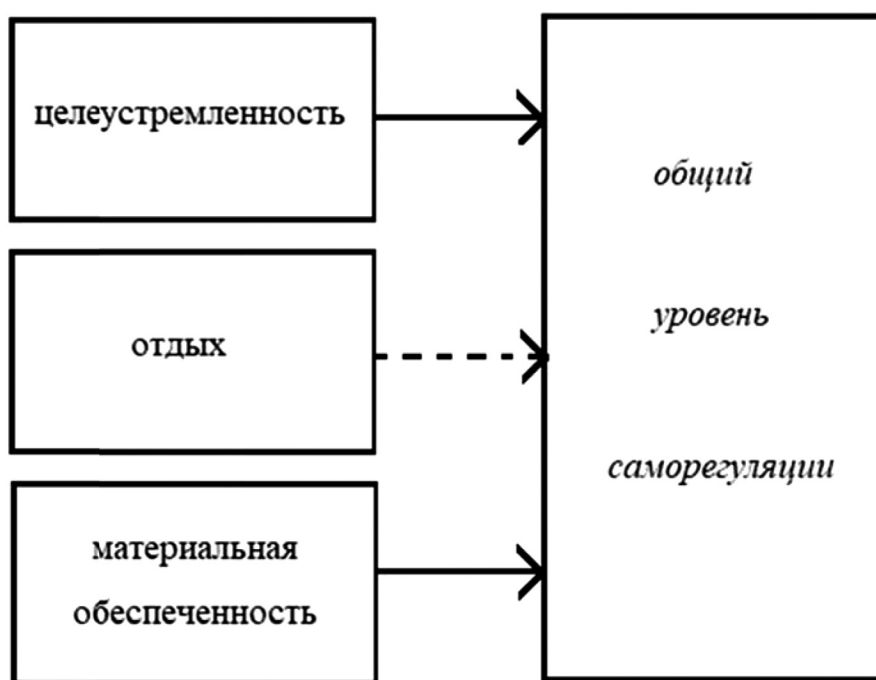 целеустремленность
отдых
материальная
обеспеченность
общий
уровень
саморегуляции